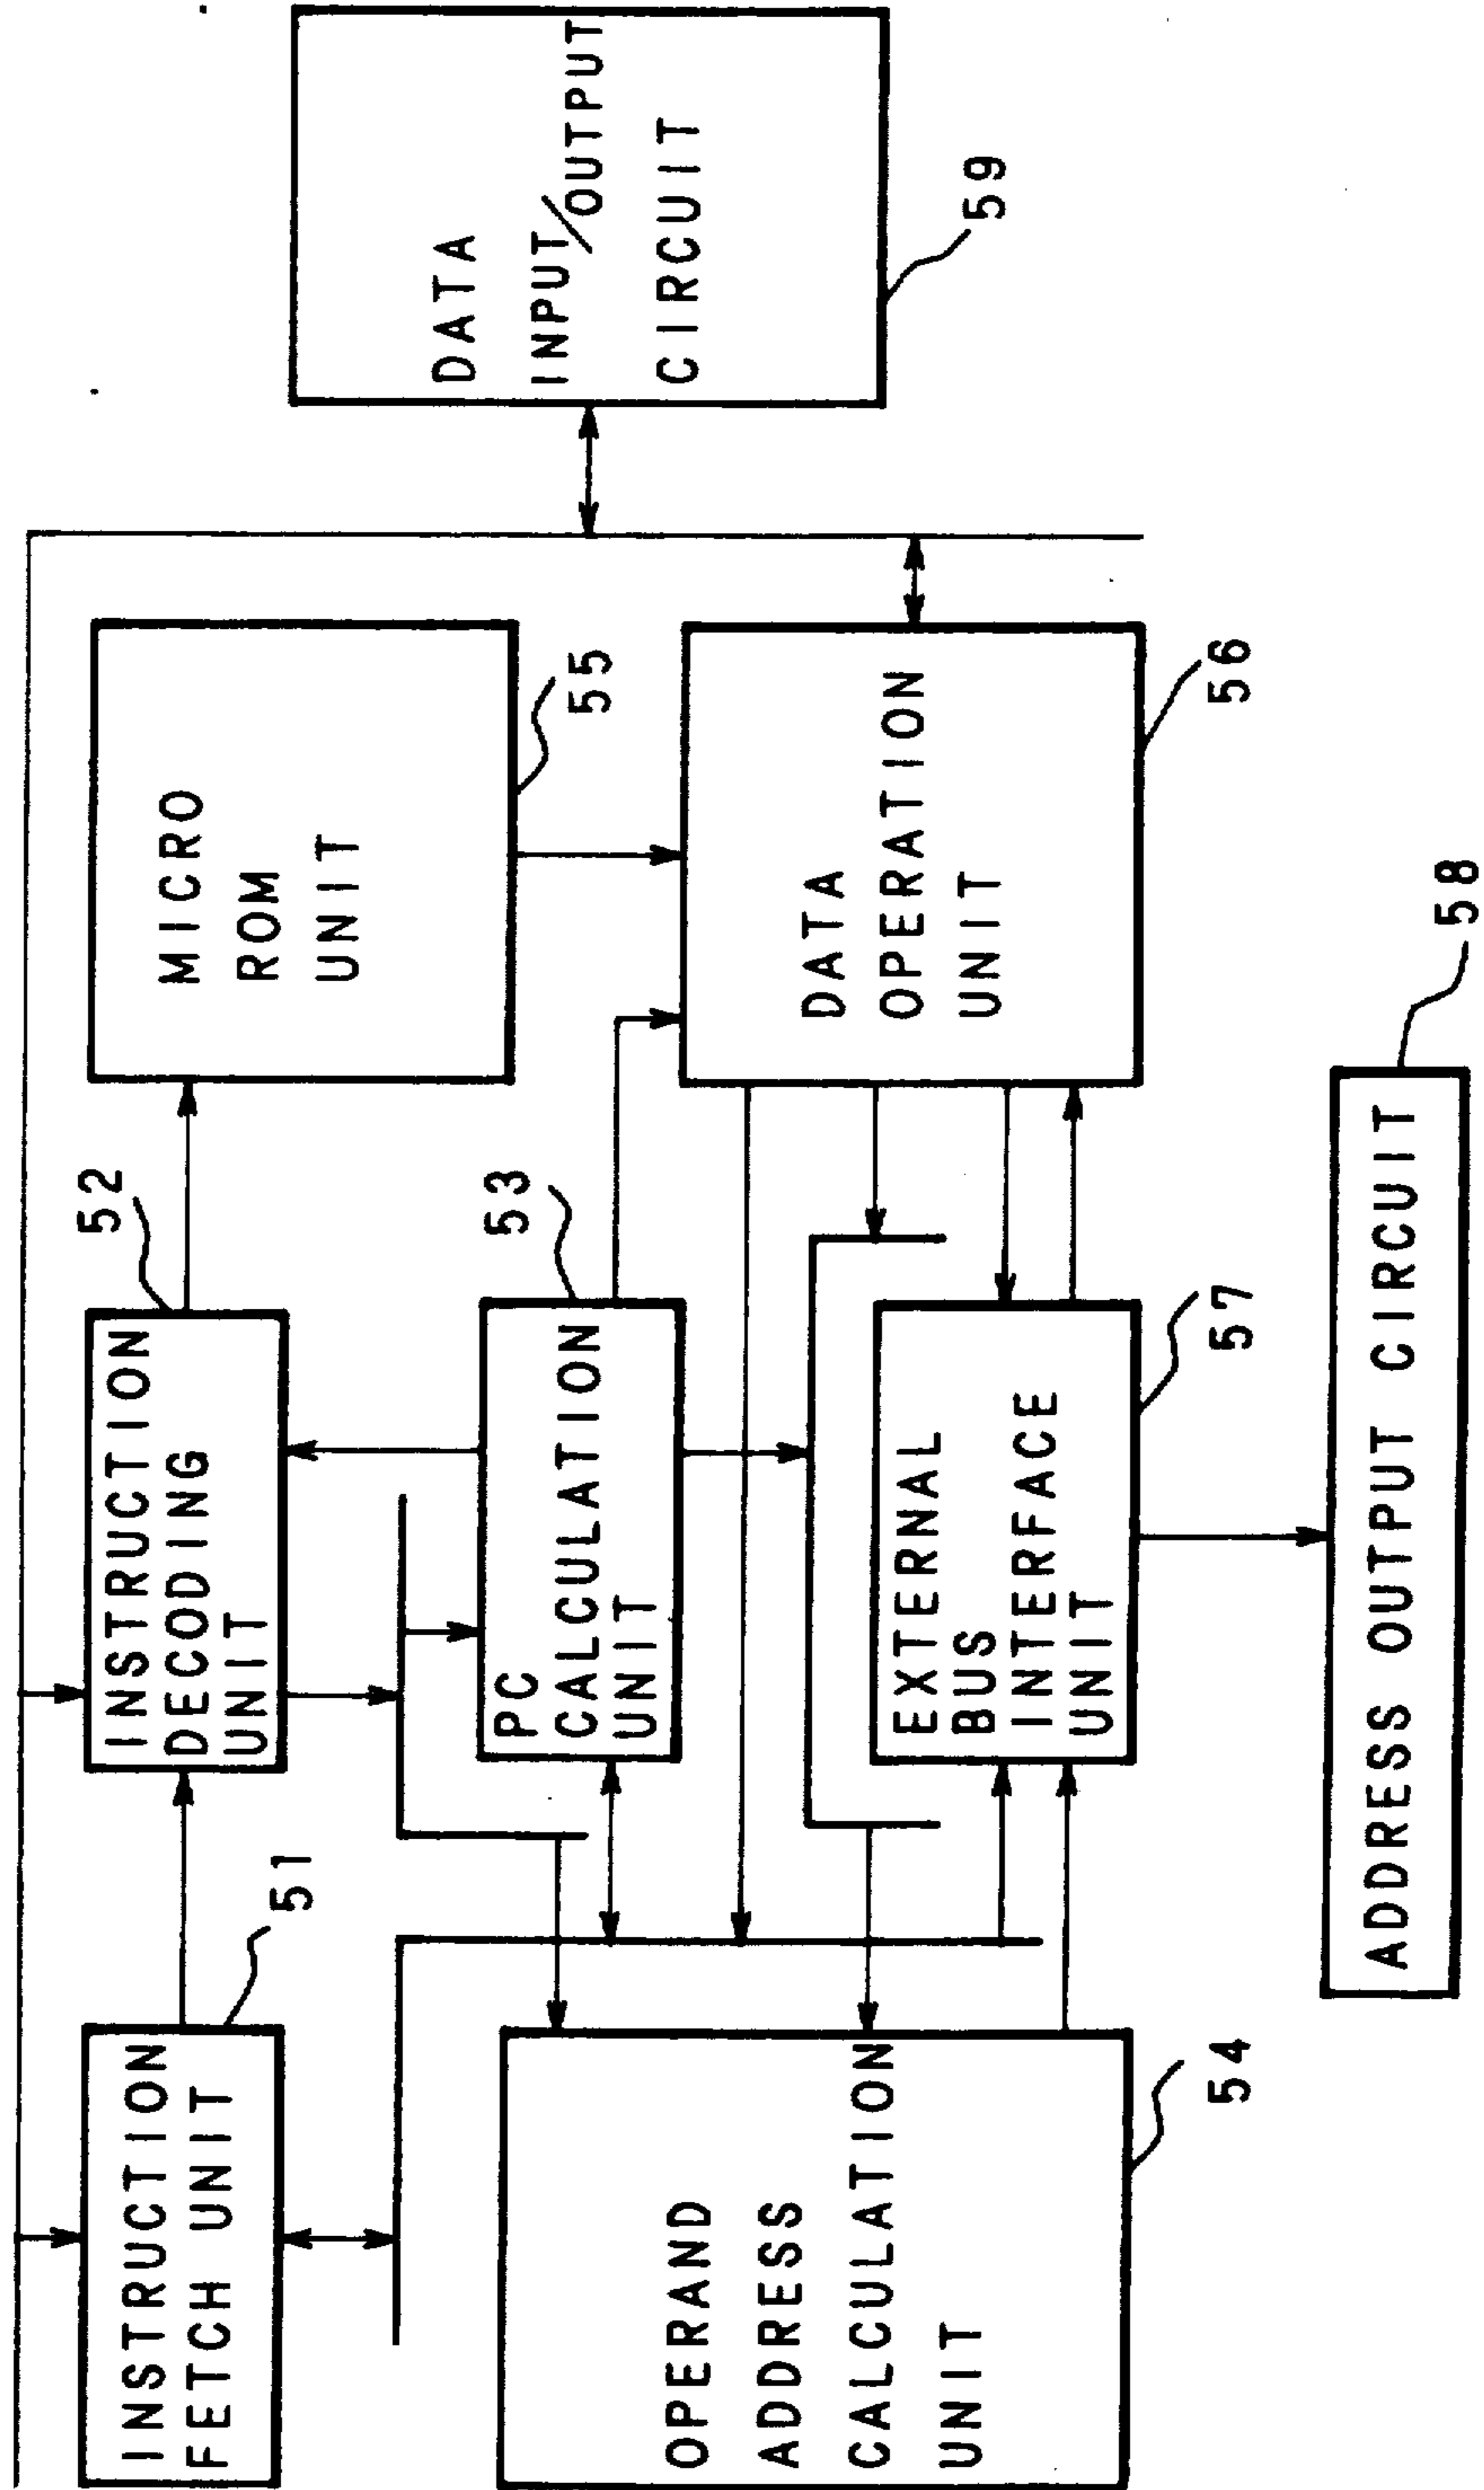 INSTRUCTION
FETCH UNIT
51
INSTRUCTION
DECODING
UNIT
52
MICRO
ROM
UNIT
55
DATA
INPUT/OUTPUT
CIRCUIT
59
PC
CALCULATION
UNIT
53
OPERAND
ADDRESS
CALCULATION
UNIT
54
EXTERNAL
BUS
INTERFACE
UNIT
57
DATA
OPERATION
UNIT
56
ADDRESS OUTPUT CIRCUIT
58